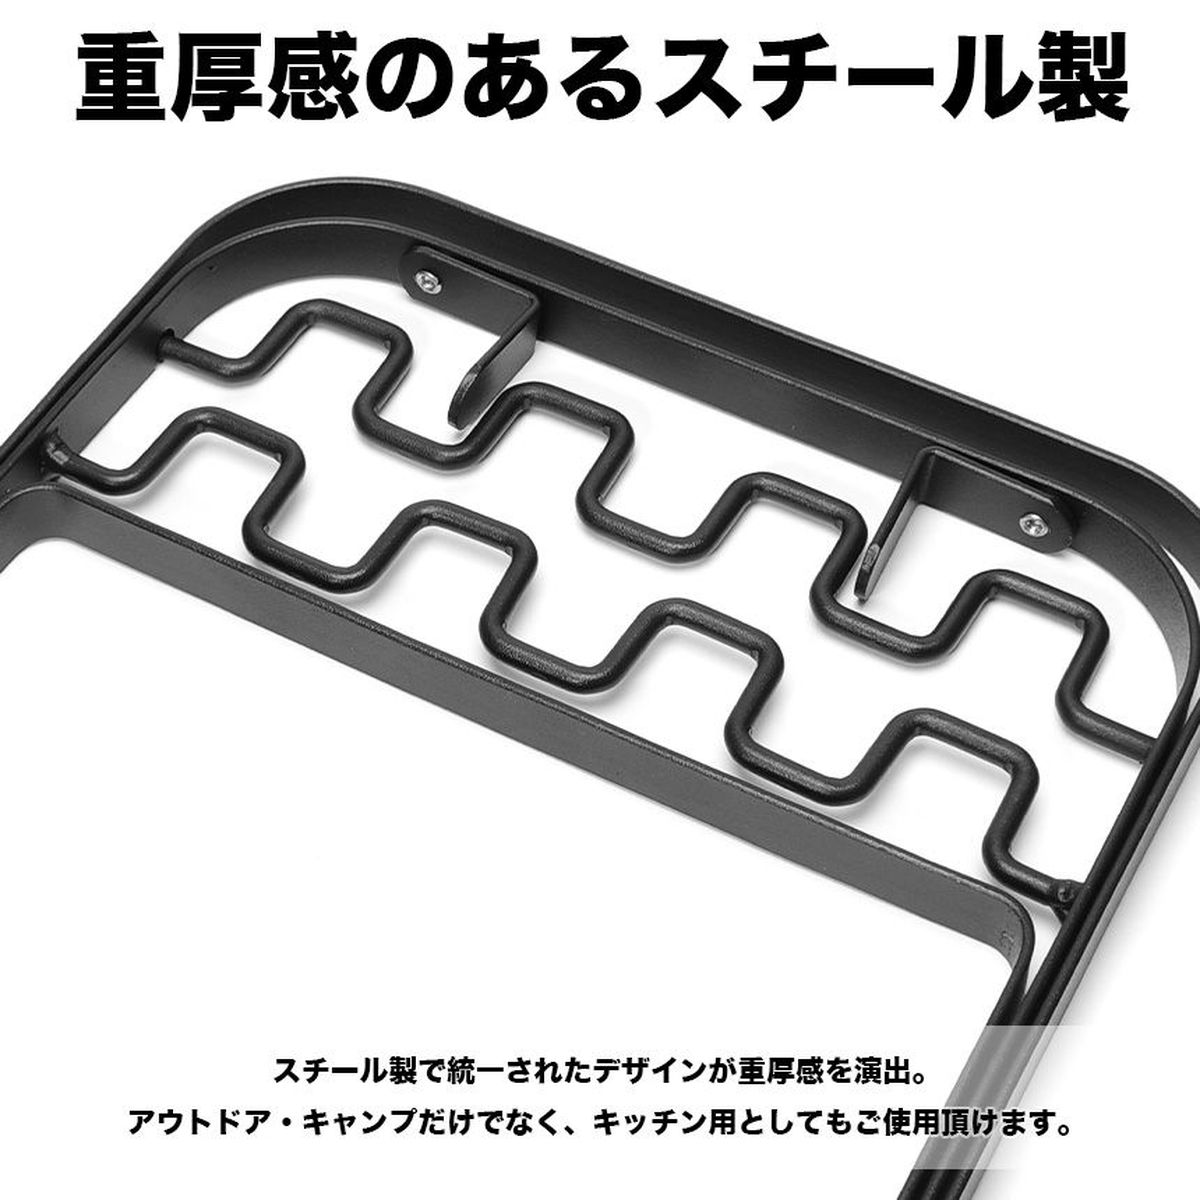 重厚感のあるスチール製
スチール製で統一されたデザインが重厚感を演出。
アウトドア・キャンプだけでなく、キッチン用としてもご使用頂けます。